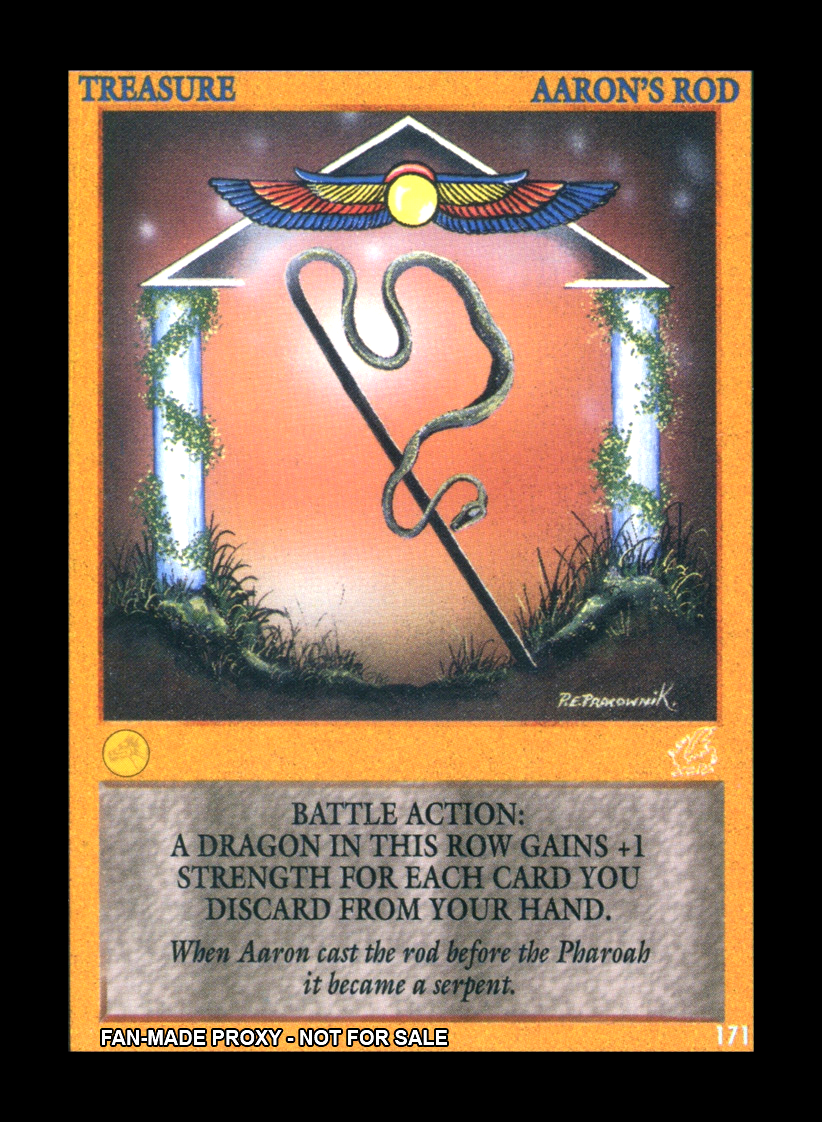 TREASURE
AARON'S ROD
P.E.PRACOWNIK.
BATTLE ACTION:
A DRAGON IN THIS ROW GAINS +1
STRENGTH FOR EACH CARD YOU
DISCARD FROM YOUR HAND.
When Aaron cast the rod before the Pharoah
it became a serpent.
FAN-MADE PROXY - NOT FOR SALE
171